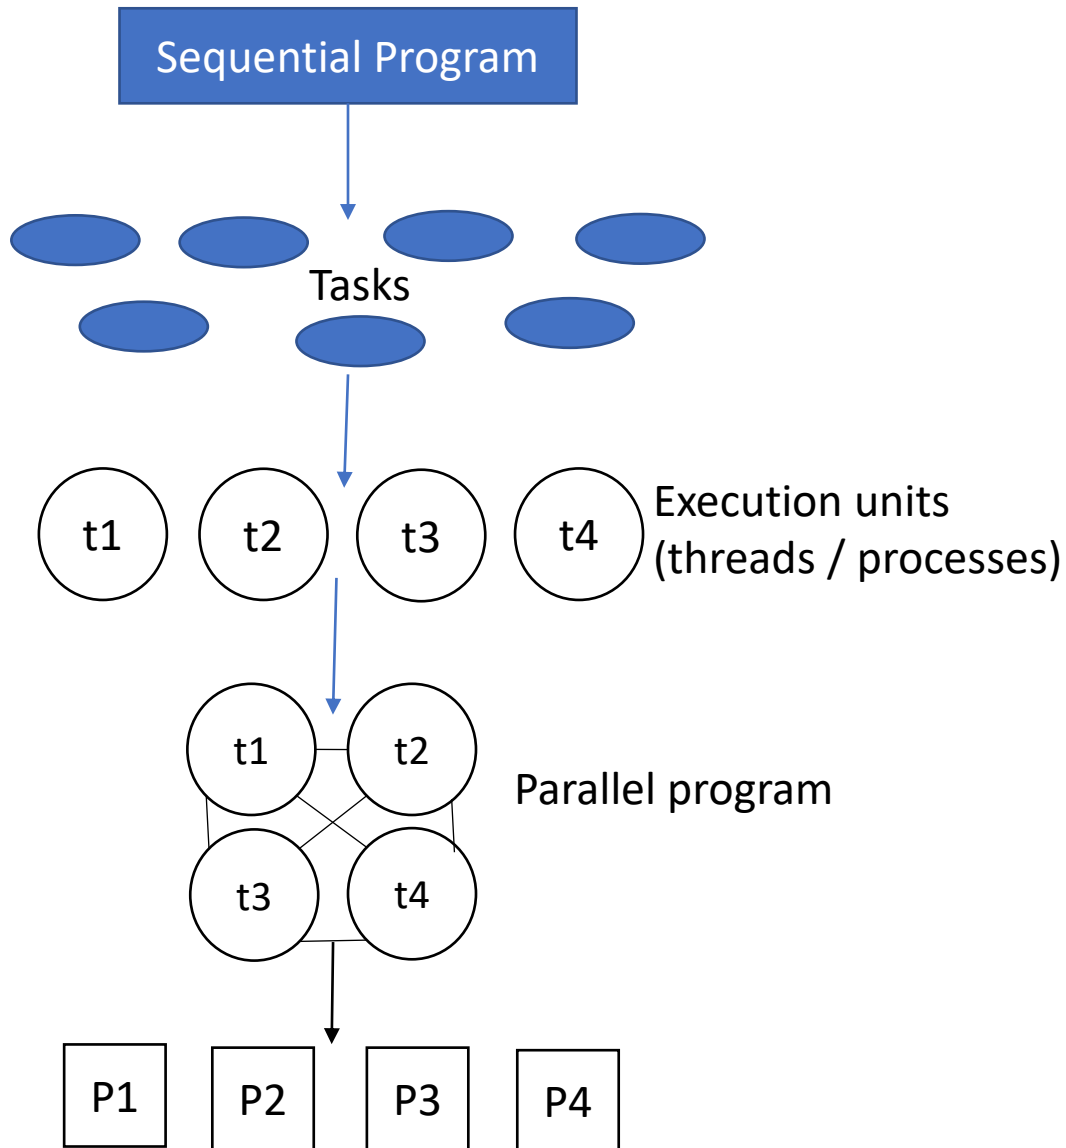 Sequential Program
Tasks
t1
t2
t3
t4
Execution units
(threads / processes)
t1
t2
Parallel program
t3
t4
P1
P2
P3
P4